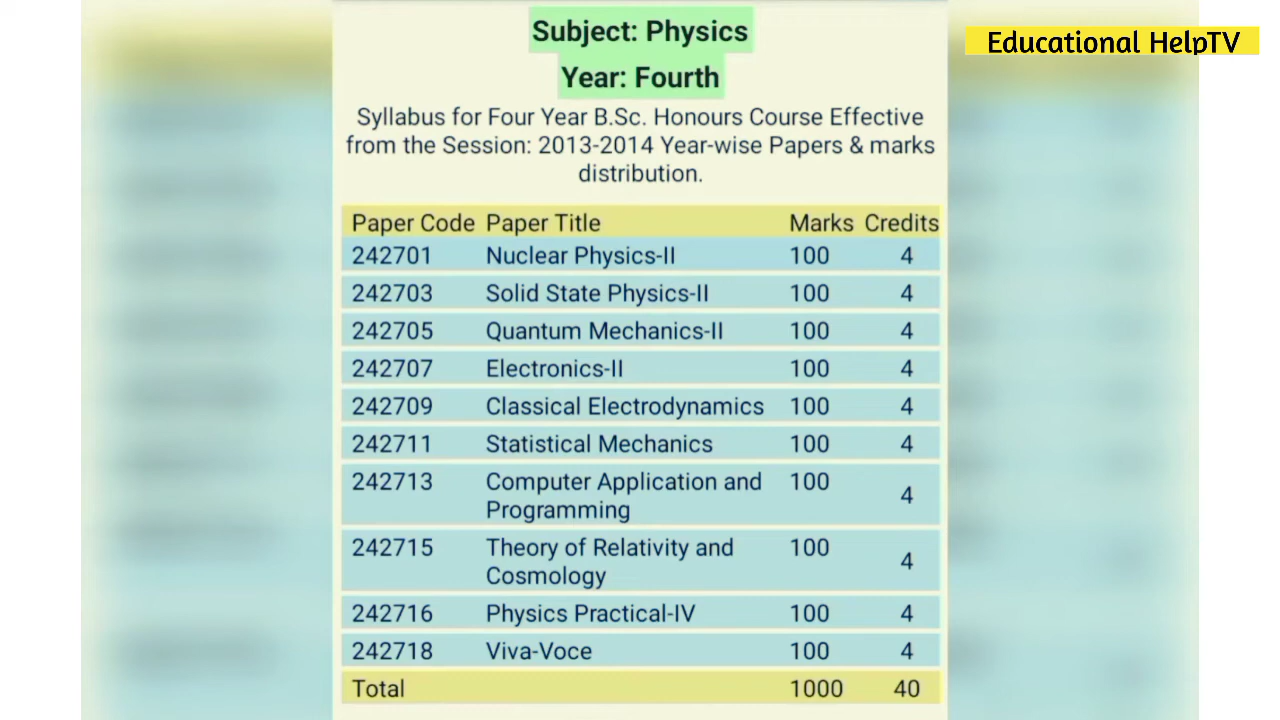 Educational HelpTV
Subject: Physics
Year: Fourth
Syllabus for Four Year B.Sc. Honours Course Effective
from the Session: 2013-2014 Year-wise Papers & marks
distribution.
Paper Code Paper Title Marks Credits
242701 Nuclear Physics-II 100 4
242703 Solid State Physics-II 100 4
242705 Quantum Mechanics-II 100 4
242707 Electronics-II 100 4
242709 Classical Electrodynamics 100 4
242711 Statistical Mechanics 100 4
242713 Computer Application and 100 4
Programming
242715 Theory of Relativity and 100 4
Cosmology
242716 Physics Practical-IV 100 4
242718 Viva-Voce 100 4
Total 1000 40